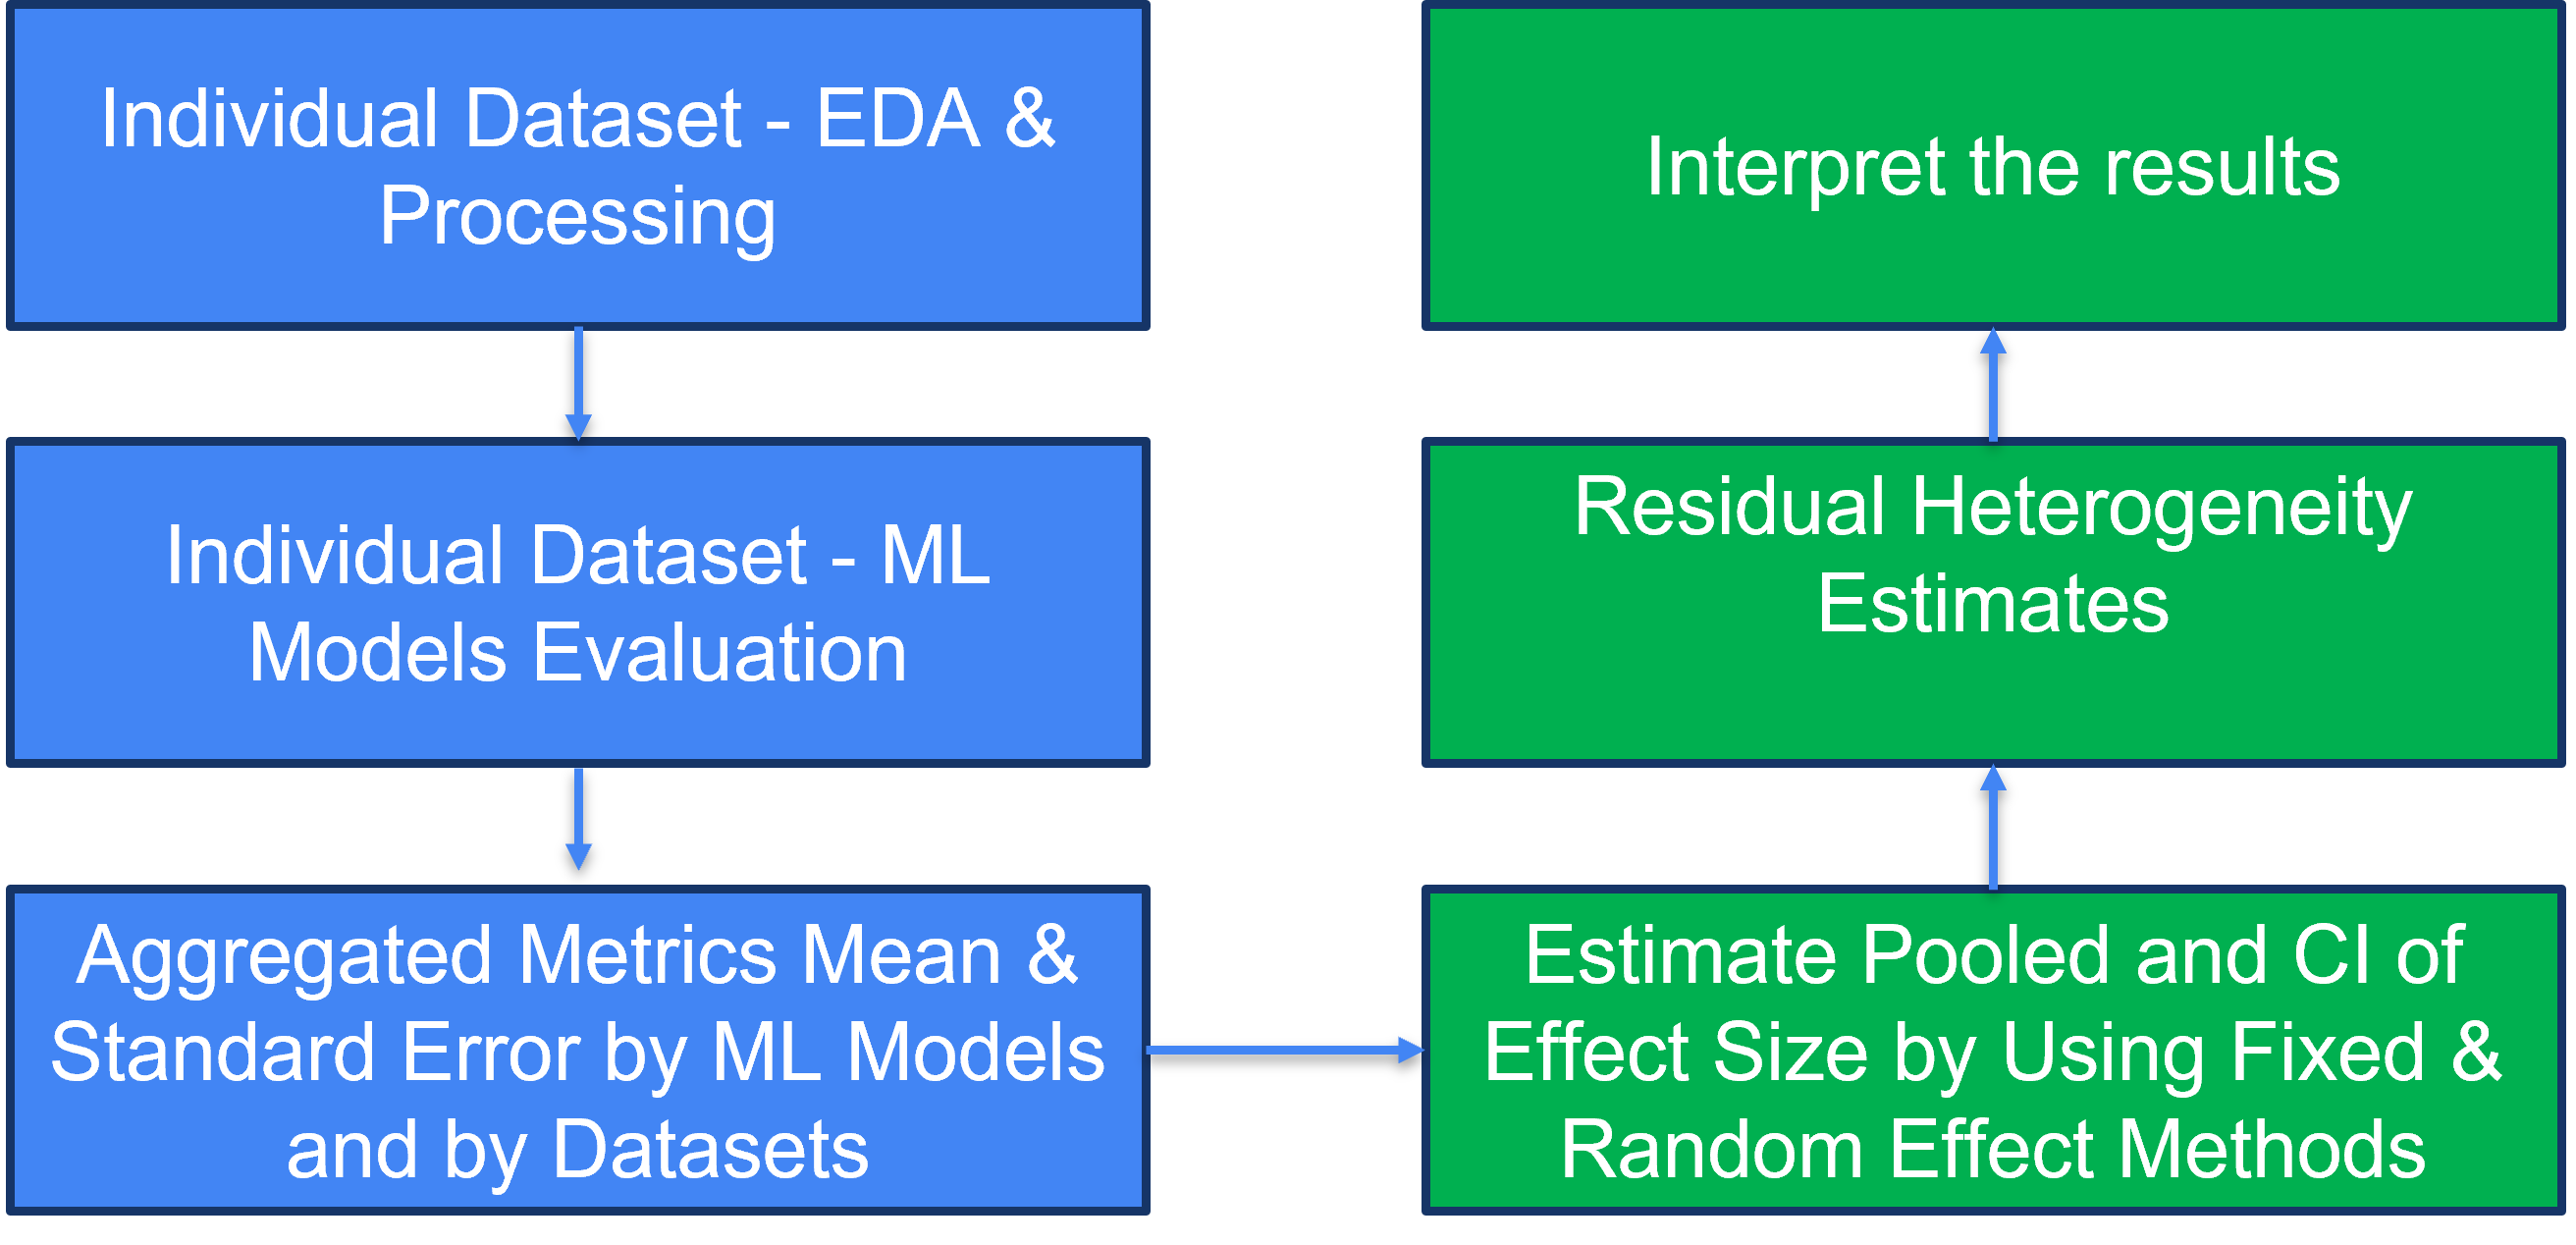 Individual Dataset - EDA &
Processing
Individual Dataset - ML
Models Evaluation
Aggregated Metrics Mean &
Standard Error by ML Models
and by Datasets
Estimate Pooled and CI of
Effect Size by Using Fixed &
Random Effect Methods
Residual Heterogeneity
Estimates
Interpret the results